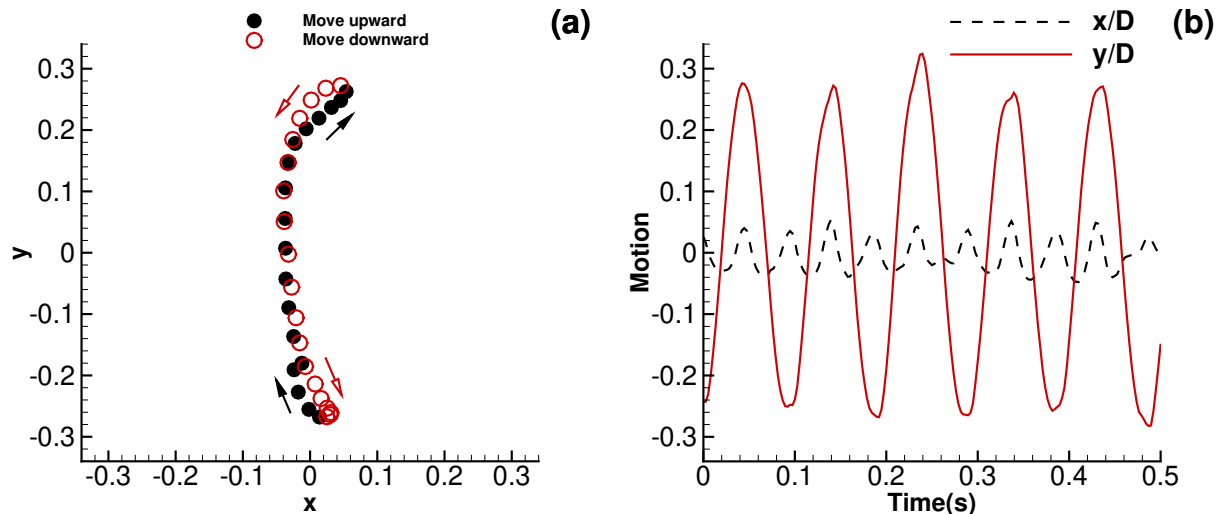 Move upward
Move downward
(a)
0.3
0.2
0.1
0
-0.1
-0.2
-0.3
y
-0.3 -0.2 -0.1 0 0.1 0.2 0.3
x
x/D
y/D
(b)
0.3
0.2
0.1
0
-0.1
-0.2
-0.3
Motion
0 0.1 0.2 0.3 0.4 0.5
Time(s)